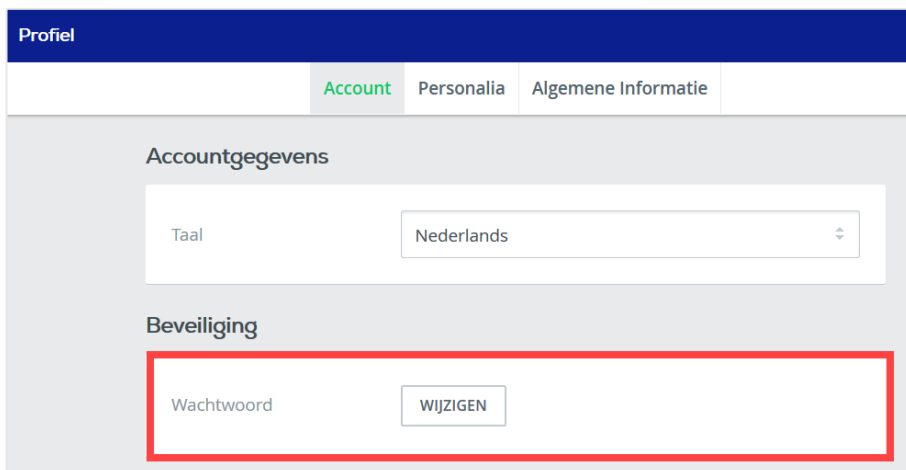 Profiel
Account Personalia Algemene Informatie
Accountgegevens
Taal Nederlands
Beveiliging
Wachtwoord WIJZIGEN